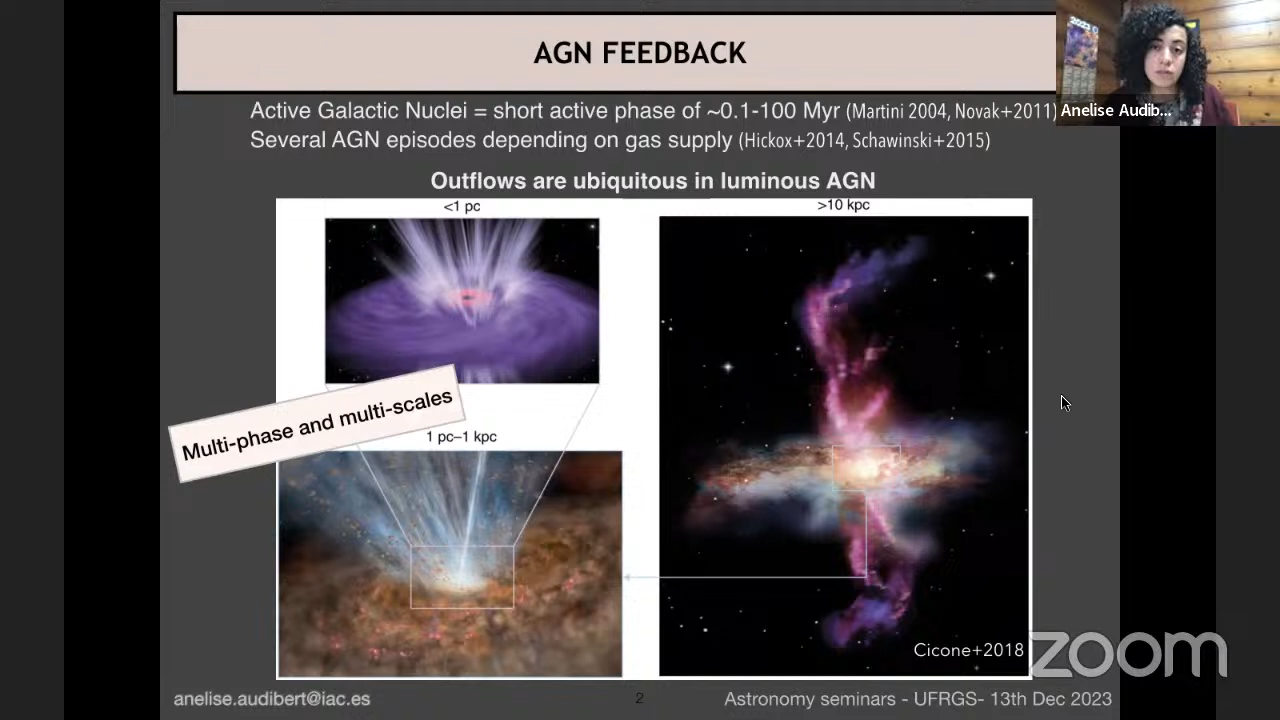 AGN FEEDBACK
2023
Anelise Audib...
Active Galactic Nuclei = short active phase of ~0.1-100 Myr (Martini 2004, Novak+2011)
Several AGN episodes depending on gas supply (Hickox+2014, Schawinski+2015)
Outflows are ubiquitous in luminous AGN
<1 pc
>10 kpc
Multi-phase and multi-scales
1 pc–1 kpc
Cicone+2018
zoom
anelise.audibert@iac.es
2
Astronomy seminars - UFRGS- 13th Dec 2023